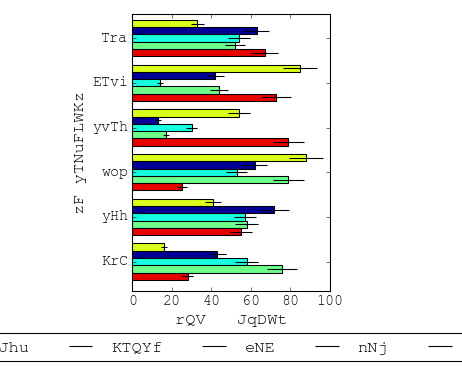 Tra
ETvi
yvTh
wop
yHh
KrC
zF yTNuFLWKz
0 20 40 60 80 100
rQV JqDWt
Jhu KTQYf eNE nNj